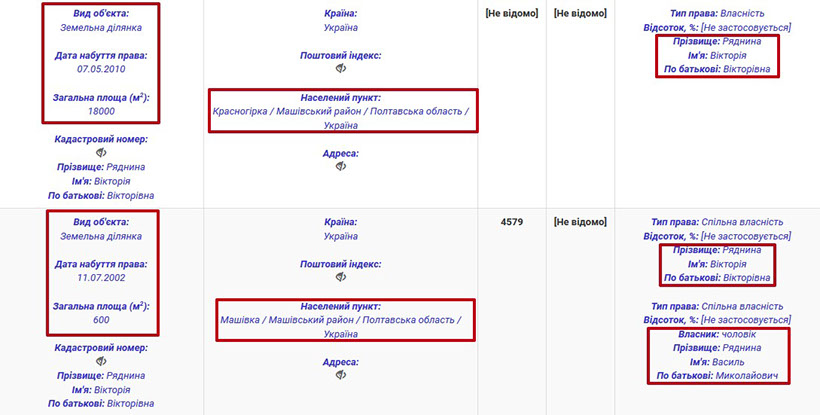 Вид об'єкта:
Земельна ділянка
Дата набуття права:
07.05.2010
Загальна площа (м²):
18000
Кадастровий номер:
Прізвище: Ряднина
Ім'я: Вікторія
По батькові: Вікторівна
Країна:
Україна
Поштовий індекс:
Населений пункт:
Красногірка / Машівський район / Полтавська область /
Україна
Адреса:
[Не відомо]
[Не відомо]
Тип права: Власність
Відсоток, %: [Не застосовується]
Прізвище: Ряднина
Ім'я: Вікторія
По батькові: Вікторівна
Вид об'єкта:
Земельна ділянка
Дата набуття права:
11.07.2002
Загальна площа (м²):
600
Кадастровий номер:
Прізвище: Ряднина
Ім'я: Вікторія
По батькові: Вікторівна
Країна:
Україна
Поштовий індекс:
Населений пункт:
Машівка / Машівський район / Полтавська область /
Україна
Адреса:
4579
[Не відомо]
Тип права: Спільна власність
Відсоток, %: [Не застосовується]
Прізвище: Ряднина
Ім'я: Вікторія
По батькові: Вікторівна
Тип права: Спільна власність
Відсоток, %: [Не застосовується]
Власник: чоловік
Прізвище: Ряднина
Ім'я: Василь
По батькові: Миколайович